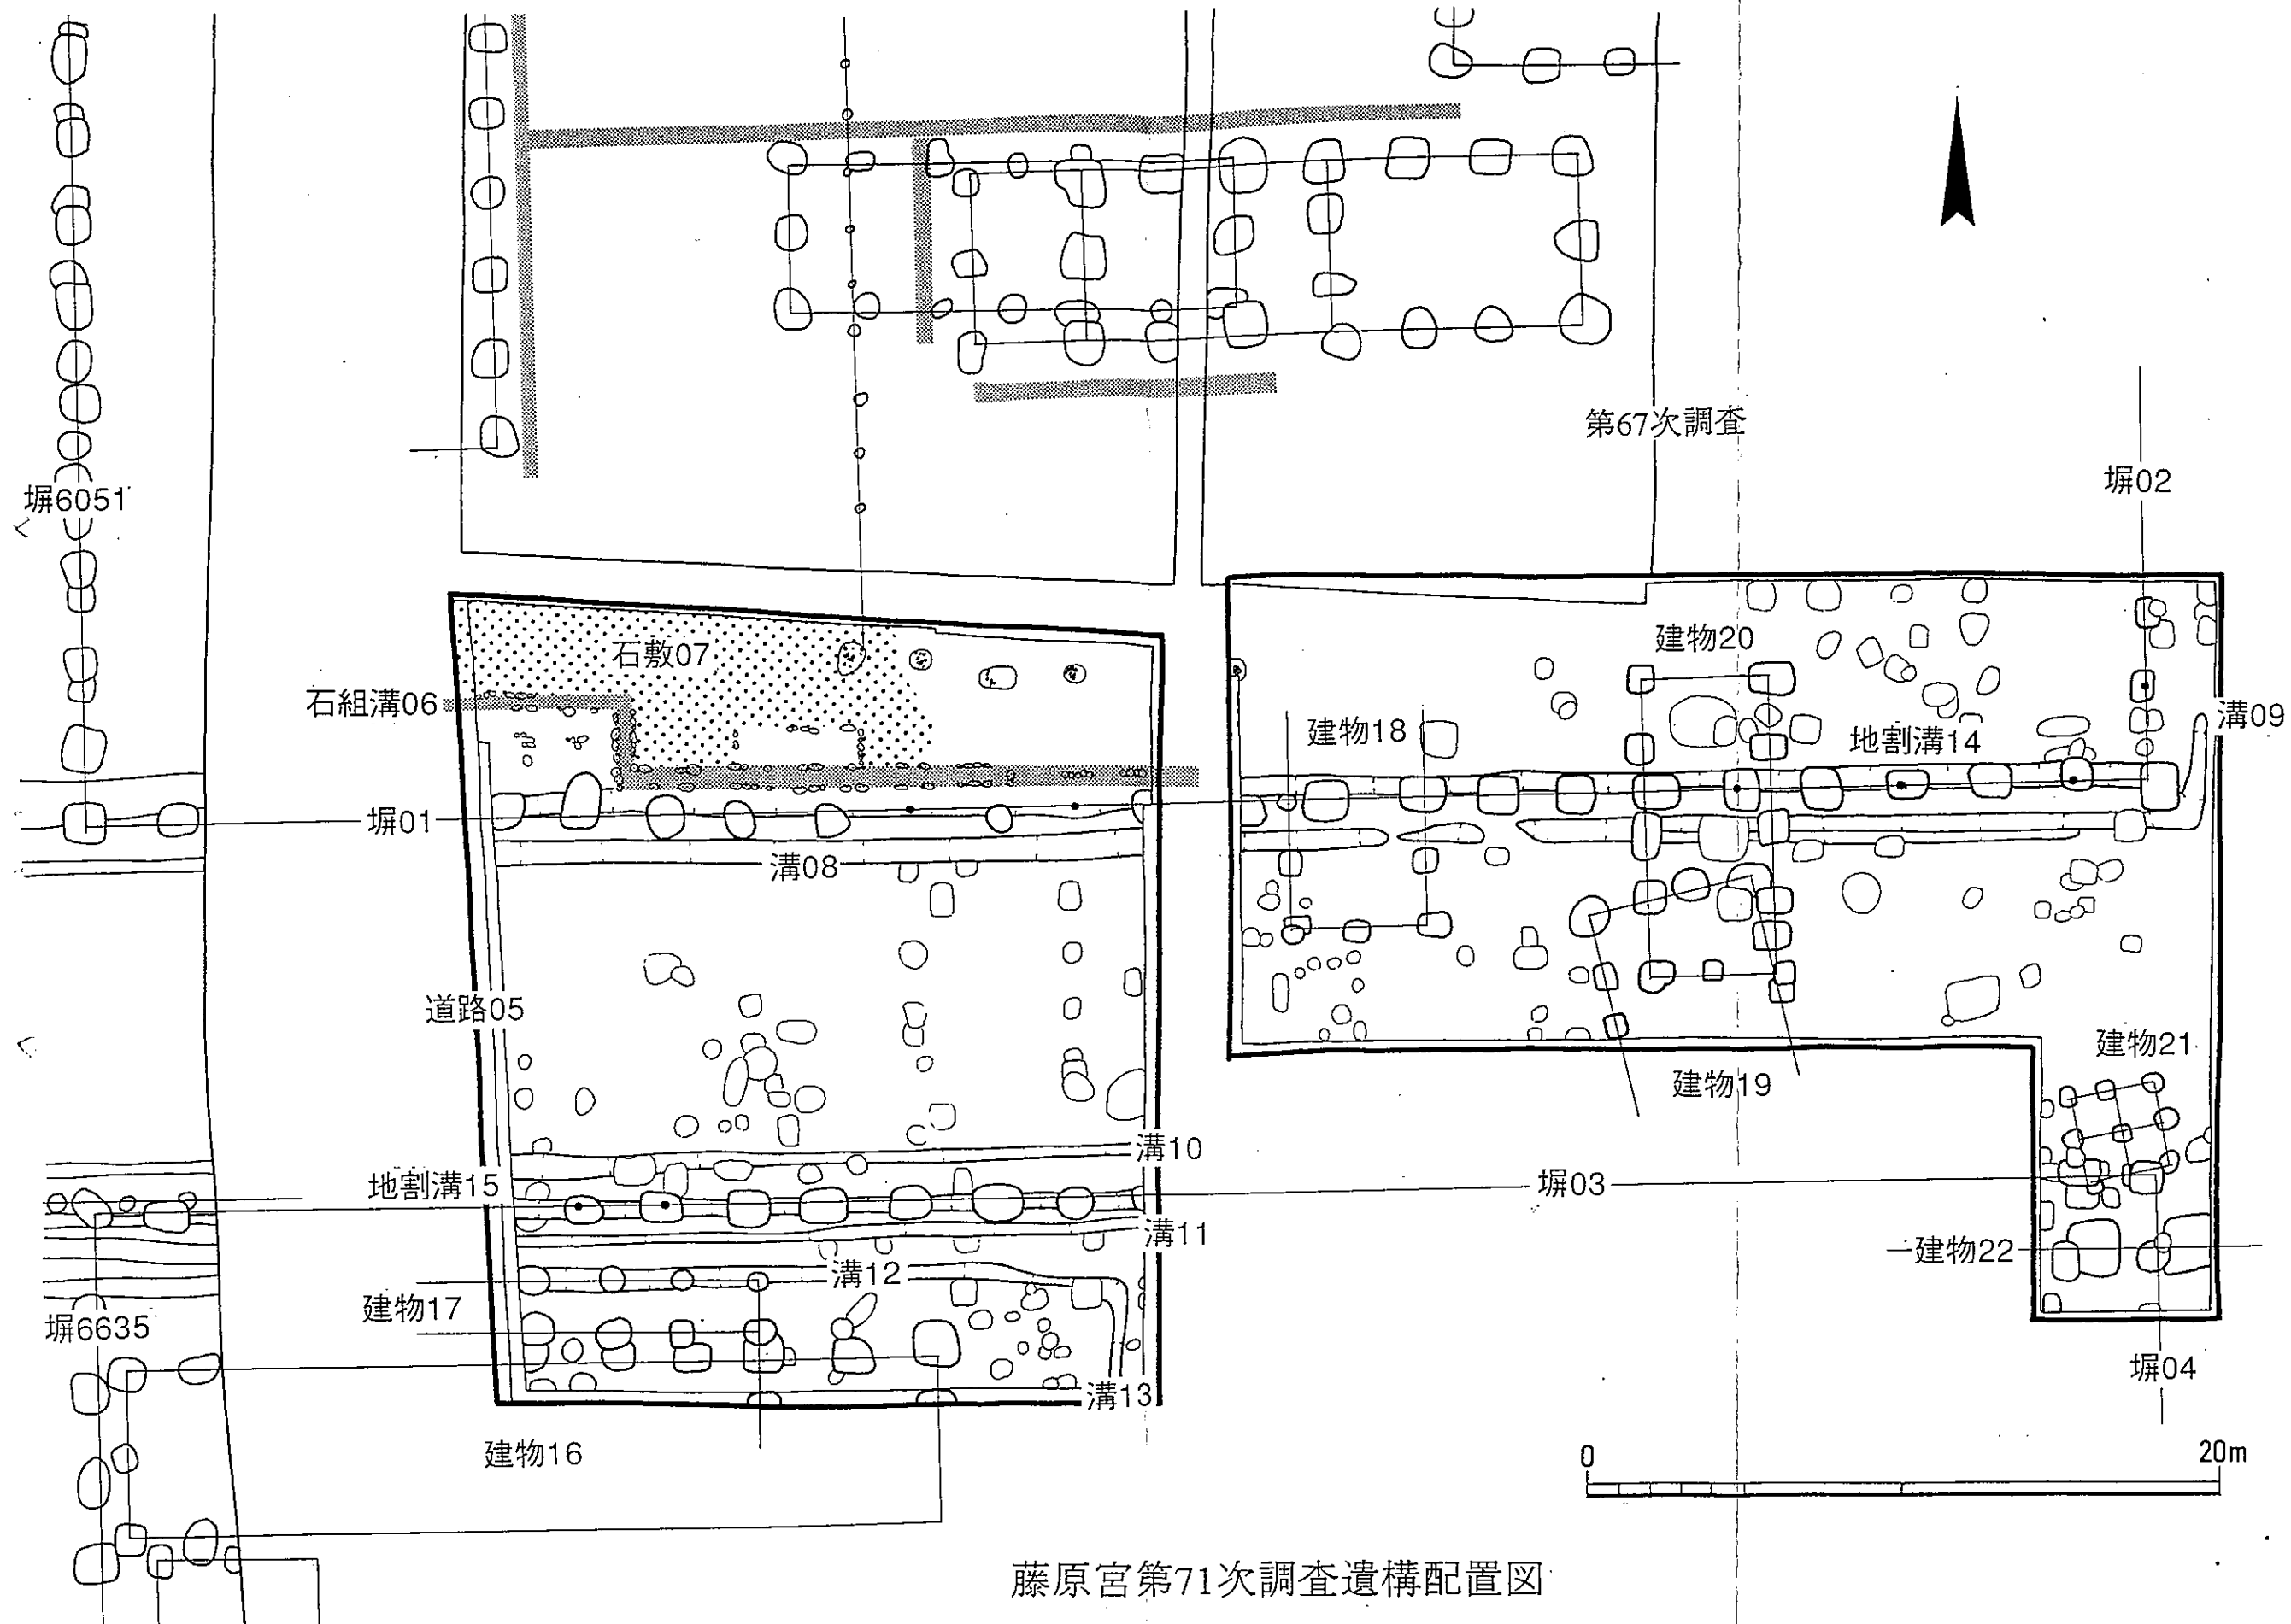 第67次調査
塀6051
塀02
石敷07
建物20
石組溝06
溝09
建物18
地割溝14
塀01
溝08
道路05
建物21
建物19
溝10
地割溝15
塀03
溝11
建物22
溝12
建物17
塀6635
塀04
溝13
建物16
0
20m
藤原宮第71次調査遺構配置図